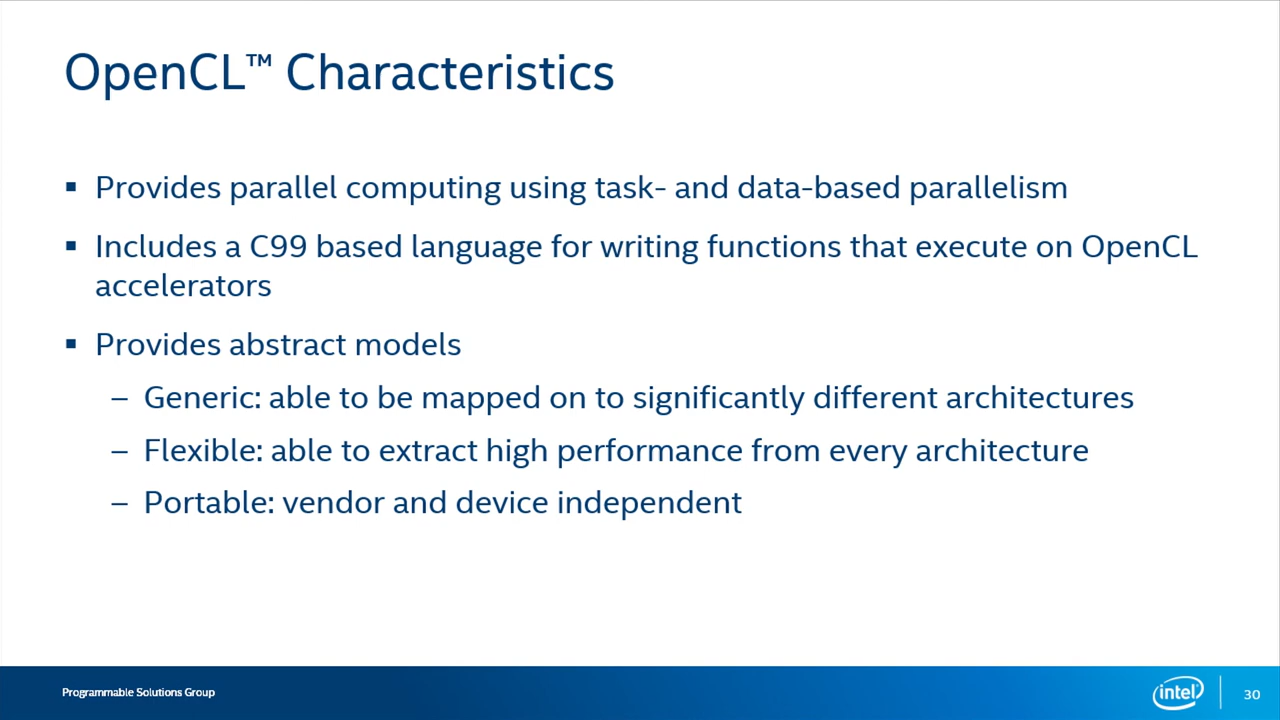 OpenCL™ Characteristics
▪ Provides parallel computing using task- and data-based parallelism
▪ Includes a C99 based language for writing functions that execute on OpenCL
accelerators
▪ Provides abstract models
– Generic: able to be mapped on to significantly different architectures
– Flexible: able to extract high performance from every architecture
– Portable: vendor and device independent
Programmable Solutions Group
intel
30